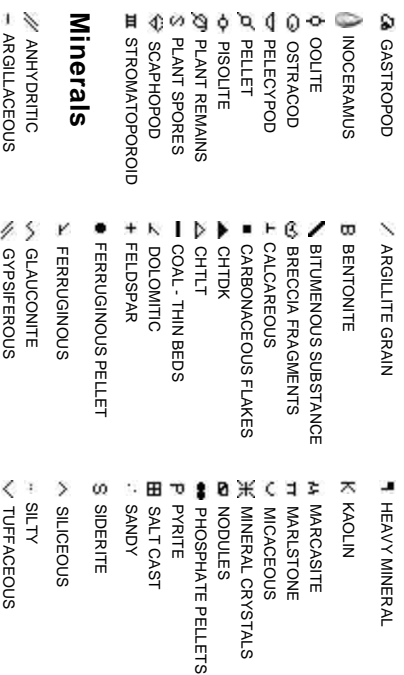 GASTROPOD
INOCERAMUS
OOLITE
OSTRACOD
PELECYPOD
PELLET
PISOLITE
PLANT REMAINS
PLANT SPORES
SCAPHOPOD
STROMATOPOROID
Minerals
ANHYDRITIC
ARGILLACEOUS
ARGILLITE GRAIN
B BENTONITE
BITUMENOUS SUBSTANCE
BRECCIA FRAGMENTS
CALCAREOUS
CARBONACEOUS FLAKES
CHTDK
CHTLT
COAL - THIN BEDS
DOLOMITIC
FELDSPAR
FERRUGINOUS PELLET
FERRUGINOUS
GLAUCONITE
GYPSIFEROUS
HEAVY MINERAL
K KAOLIN
MARCASITE
MARLSTONE
MICACEOUS
MINERAL CRYSTALS
NODULES
PHOSPHATE PELLETS
P PYRITE
SALT CAST
SANDY
S SIDERITE
SILICEOUS
SILTY
TUFFACEOUS